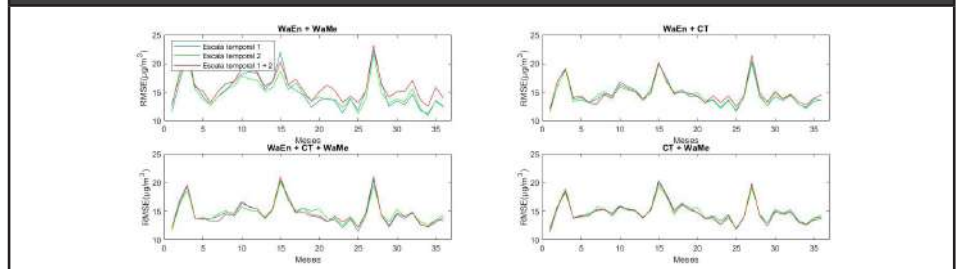 WaEn + WaMe
25
20
15
10
RMSE(µg/m³)
Escala temporal 1
Escala temporal 2
Escala temporal 1 + 2
0 5 10 15 20 25 30 35
Meses
WaEn + CT
25
20
15
10
RMSE(µg/m³)
0 5 10 15 20 25 30 35
Meses
WaEn + CT + WaMe
25
20
15
10
RMSE(µg/m³)
0 5 10 15 20 25 30 35
Meses
CT + WaMe
25
20
15
10
RMSE(µg/m³)
0 5 10 15 20 25 30 35
Meses